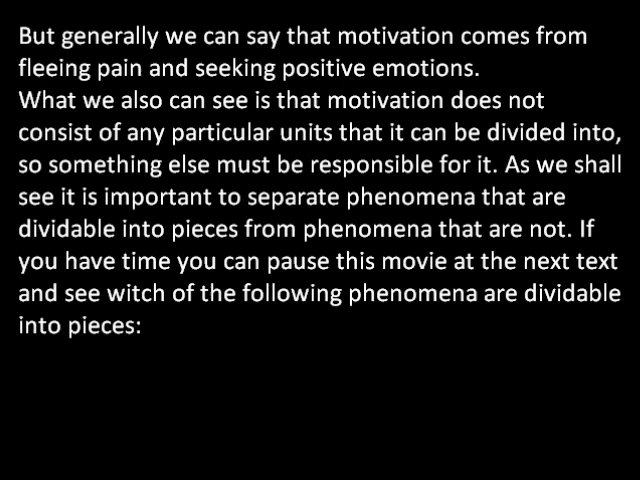 But generally we can say that motivation comes from
fleeing pain and seeking positive emotions.
What we also can see is that motivation does not
consist of any particular units that it can be divided into,
so something else must be responsible for it. As we shall
see it is important to separate phenomena that are
dividable into pieces from phenomena that are not. If
you have time you can pause this movie at the next text
and see witch of the following phenomena are dividable
into pieces: